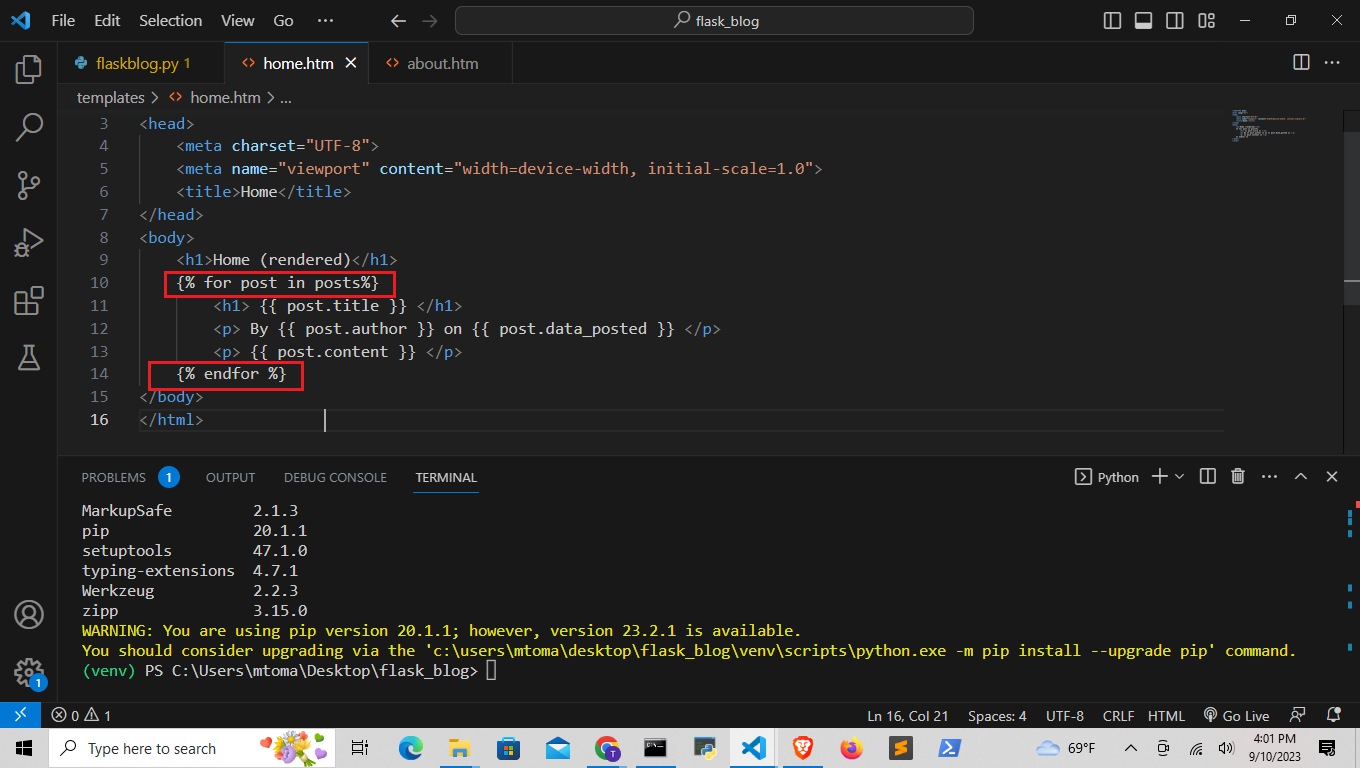 File Edit Selection View Go ··· flask_blog
flaskblog.py 1 home.htm about.htm
templates > home.htm > ...
3 <head>
4 <meta charset="UTF-8">
5 <meta name="viewport" content="width=device-width, initial-scale=1.0">
6 <title>Home</title>
7 </head>
8 <body>
9 <h1>Home (rendered)</h1>
10 {% for post in posts%}
11 <h1> {{ post.title }} </h1>
12 <p> By {{ post.author }} on {{ post.data_posted }} </p>
13 <p> {{ post.content }} </p>
14 {% endfor %}
15 </body>
16 </html>
PROBLEMS 1 OUTPUT DEBUG CONSOLE TERMINAL Python
MarkupSafe 2.1.3
pip 20.1.1
setuptools 47.1.0
typing-extensions 4.7.1
Werkzeug 2.2.3
zipp 3.15.0
WARNING: You are using pip version 20.1.1; however, version 23.2.1 is available.
You should consider upgrading via the 'c:\users\mtoma\desktop\flask_blog\venv\scripts\python.exe -m pip install --upgrade pip' command.
(venv) PS C:\Users\mtoma\Desktop\flask_blog>
1
0 1 Ln 16, Col 21 Spaces: 4 UTF-8 CRLF HTML Go Live
Type here to search T 69°F 4:01 PM
9/10/2023